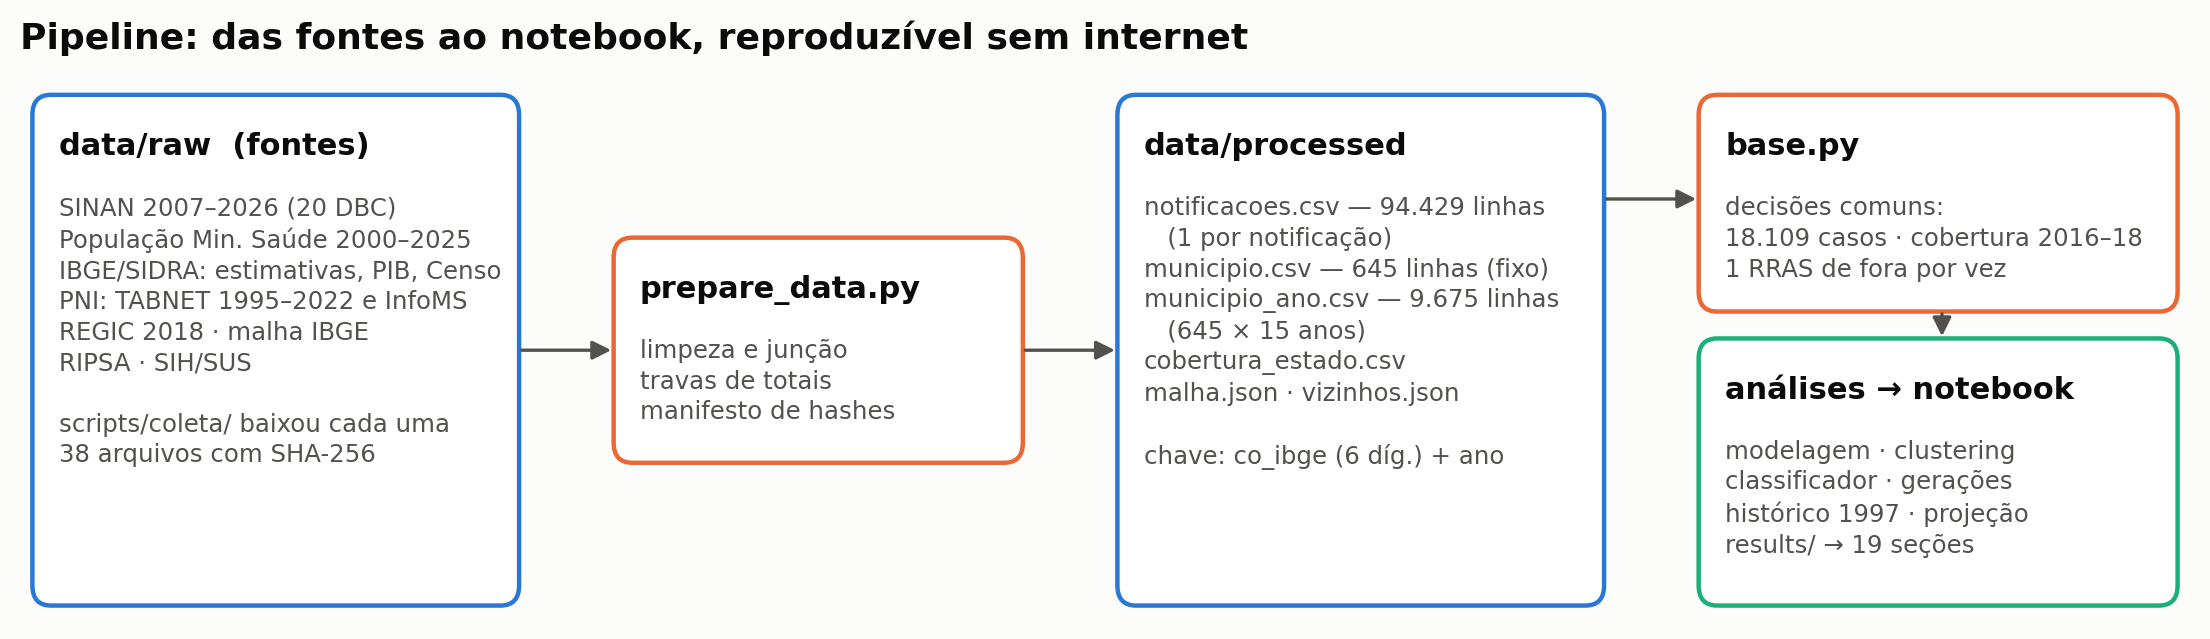 Pipeline: das fontes ao notebook, reproduzível sem internet
data/raw  (fontes)
SINAN 2007–2026 (20 DBC)
População Min. Saúde 2000–2025
IBGE/SIDRA: estimativas, PIB, Censo
PNI: TABNET 1995–2022 e InfoMS
REGIC 2018 · malha IBGE
RIPSA · SIH/SUS
scripts/coleta/ baixou cada uma
38 arquivos com SHA-256
prepare_data.py
limpeza e junção
travas de totais
manifesto de hashes
data/processed
notificacoes.csv — 94.429 linhas
(1 por notificação)
municipio.csv — 645 linhas (fixo)
municipio_ano.csv — 9.675 linhas
(645 × 15 anos)
cobertura_estado.csv
malha.json · vizinhos.json
chave: co_ibge (6 díg.) + ano
base.py
decisões comuns:
18.109 casos · cobertura 2016–18
1 RRAS de fora por vez
análises → notebook
modelagem · clustering
classificador · gerações
histórico 1997 · projeção
results/ → 19 seções